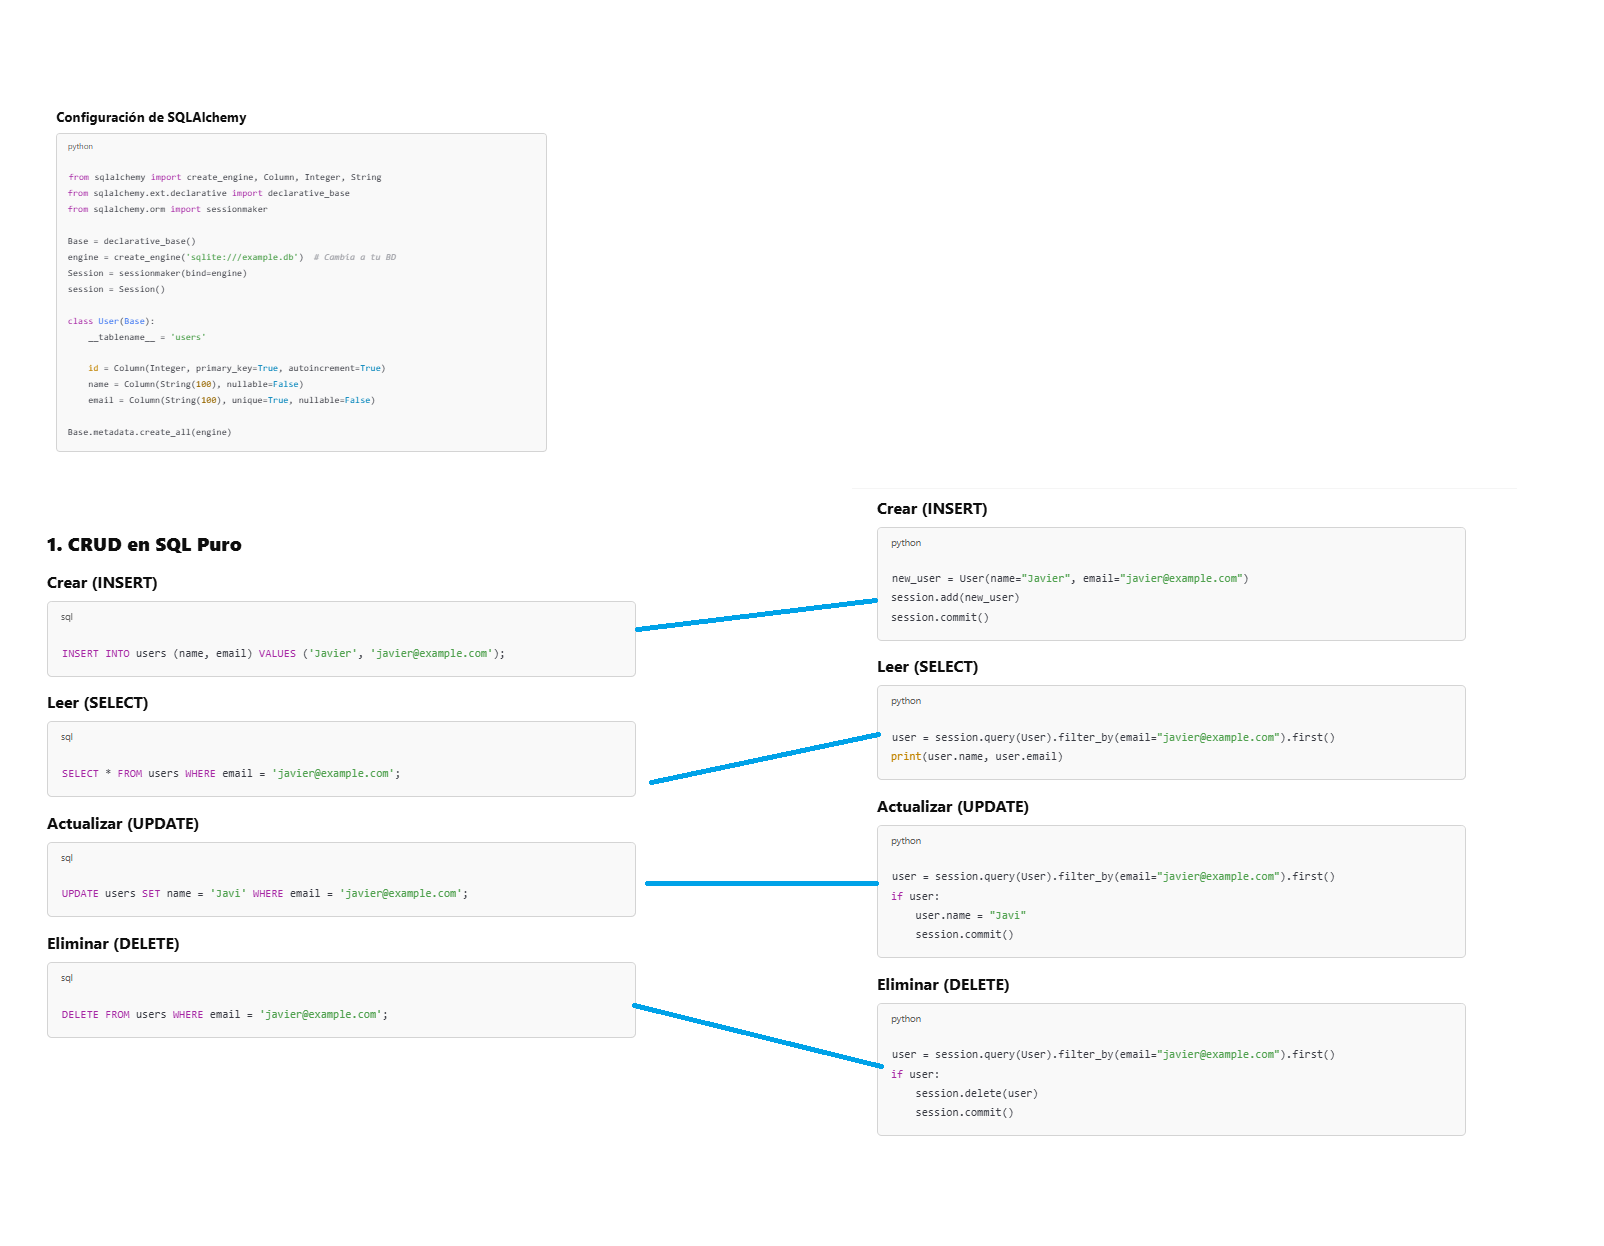 Configuración de SQLAlchemy
python
from sqlalchemy import create_engine, Column, Integer, String
from sqlalchemy.ext.declarative import declarative_base
from sqlalchemy.orm import sessionmaker
Base = declarative_base()
engine = create_engine('sqlite:///example.db')  # Cambia a tu BD
Session = sessionmaker(bind=engine)
session = Session()
class User(Base):
    __tablename__ = 'users'
    id = Column(Integer, primary_key=True, autoincrement=True)
    name = Column(String(100), nullable=False)
    email = Column(String(100), unique=True, nullable=False)
Base.metadata.create_all(engine)
1. CRUD en SQL Puro
Crear (INSERT)
sql
INSERT INTO users (name, email) VALUES ('Javier', 'javier@example.com');
Leer (SELECT)
sql
SELECT * FROM users WHERE email = 'javier@example.com';
Actualizar (UPDATE)
sql
UPDATE users SET name = 'Javi' WHERE email = 'javier@example.com';
Eliminar (DELETE)
sql
DELETE FROM users WHERE email = 'javier@example.com';
Crear (INSERT)
python
new_user = User(name="Javier", email="javier@example.com")
session.add(new_user)
session.commit()
Leer (SELECT)
python
user = session.query(User).filter_by(email="javier@example.com").first()
print(user.name, user.email)
Actualizar (UPDATE)
python
user = session.query(User).filter_by(email="javier@example.com").first()
if user:
    user.name = "Javi"
    session.commit()
Eliminar (DELETE)
python
user = session.query(User).filter_by(email="javier@example.com").first()
if user:
    session.delete(user)
    session.commit()